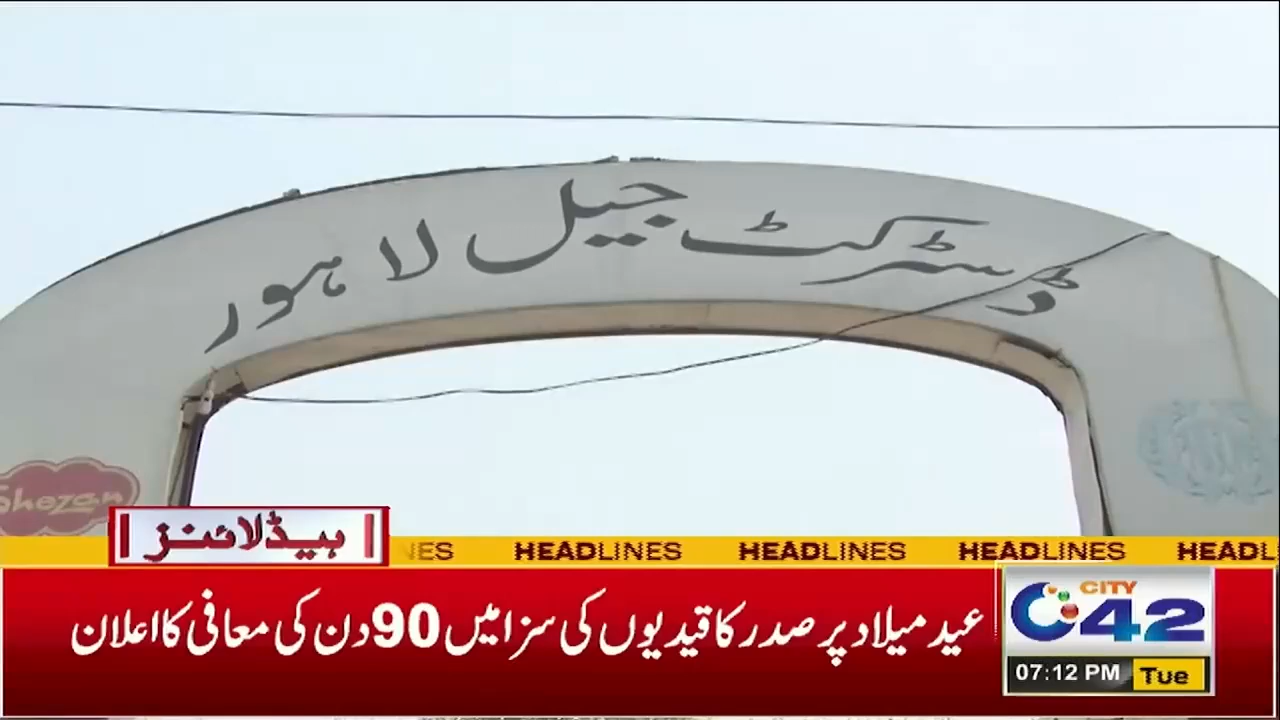 ڈسٹرکٹ جیل لاہور
Shezan
ہیڈلائنز
HEADLINES HEADLINES HEADLINES
عید میلاد پر صدر کا قیدیوں کی سزا میں 90 دن کی معافی کا اعلان
CITY
42
07:12 PM Tue